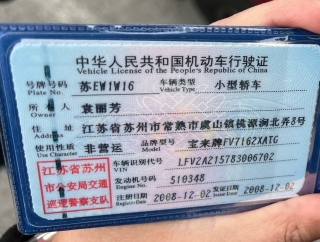 中华人民共和国机动车行驶证
Vehicle License of the People's Republic of China
号牌号码 苏EW1W16 车辆类型 小型轿车
Plate No. Vehicle Type
所有人 袁丽芳
Owner
住址 江苏省苏州市常熟市虞山镇桃源涧北弄8号
Address
使用性质 非营运 品牌型号 宝来牌FV7162XATG
Use Character Model
江苏省苏州市公安局交通巡逻警察支队
车辆识别代号 LFV2A215783006702
VIN
发动机号码 510348
Engine No.
注册日期 2008-12-02 发证日期 2008-12-02
Register Date Issue Date